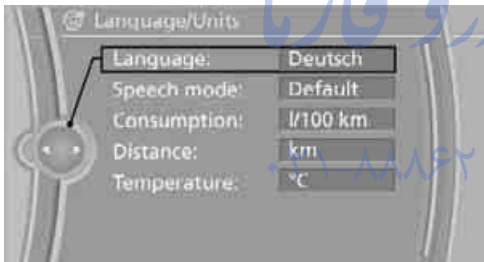 Language/Units
Language: Deutsch
Speech mode: Default
Consumption: l/100 km
Distance: km
Temperature: °C